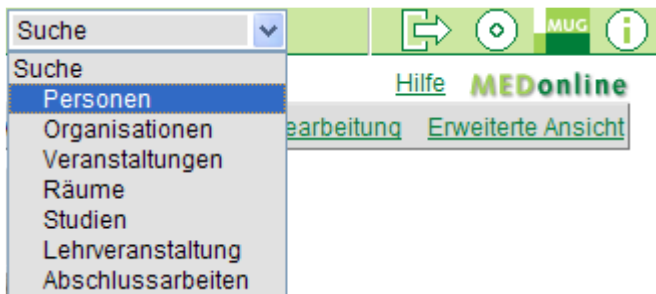 Suche
MUG
Suche
Hilfe MEDonline
Personen
Organisationen earbeitung Erweiterte Ansicht
Veranstaltungen
Räume
Studien
Lehrveranstaltung
Abschlussarbeiten